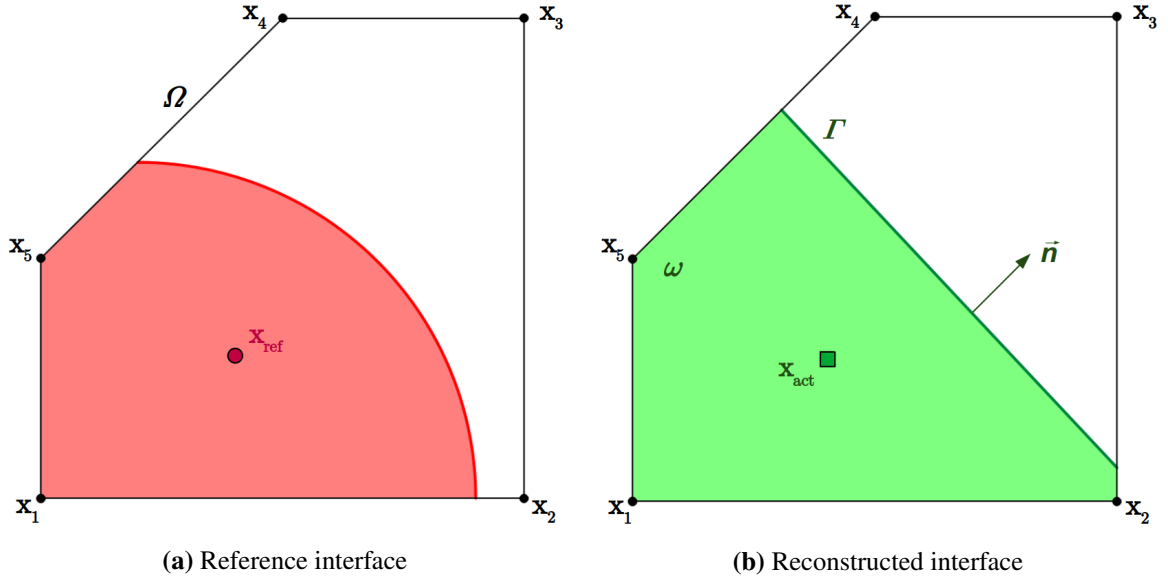 x₄ x₃
Ω
x₅
x_ref
x₁ x₂
(a) Reference interface
x₄ x₃
Γ
x₅
ω
n⃗
x_act
x₁ x₂
(b) Reconstructed interface